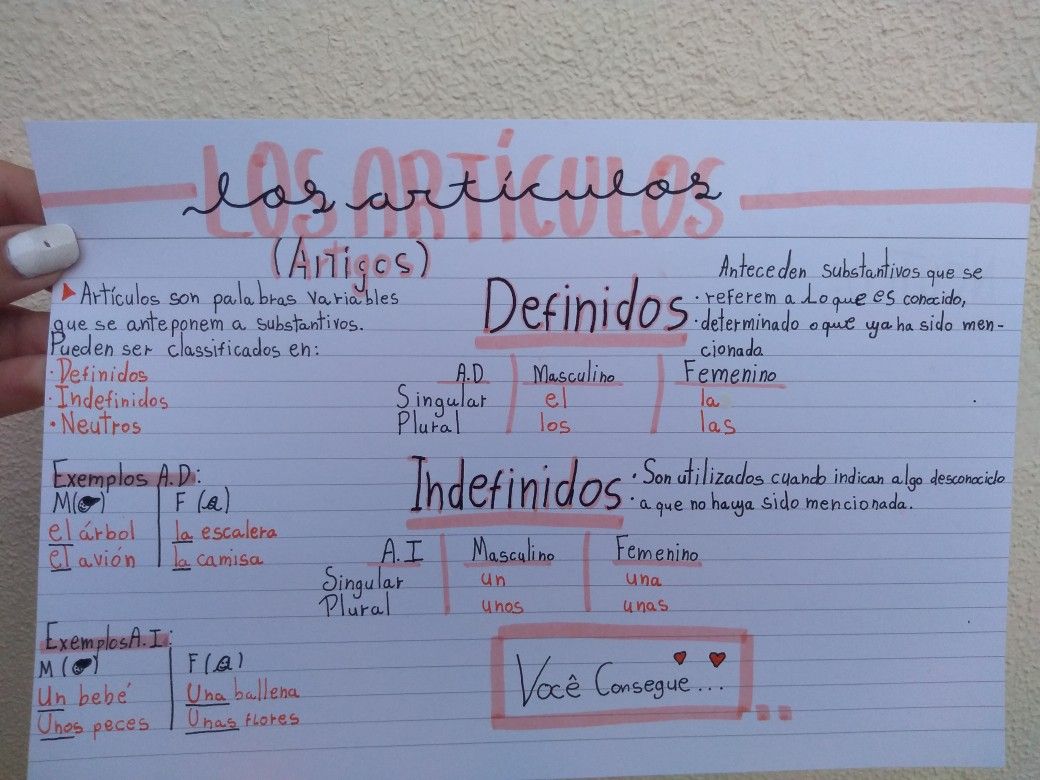 LOS ARTÍCULOS
los artículos
(Artigos)
Artículos son palabras variables
que se anteponem a substantivos.
Pueden ser classificados en:
· Definidos
· Indefinidos
· Neutros
Definidos
Anteceden substantivos que se
· referem a Lo que es conocido,
· determinado o que ya ha sido men-
cionada
A.D Masculino Femenino
Singular el la
Plural los las
Exemplos A.D:
M( ) F (a)
el árbol la escalera
el avión la camisa
Indefinidos
· Son utilizados cuando indican algo desconocido
· a que no haya sido mencionada.
A.I Masculino Femenino
Singular un una
Plural unos unas
Exemplos A.I:
M ( ) F (a)
Un bebé Una ballena
Unos peces Unas flores
Você Consegue...